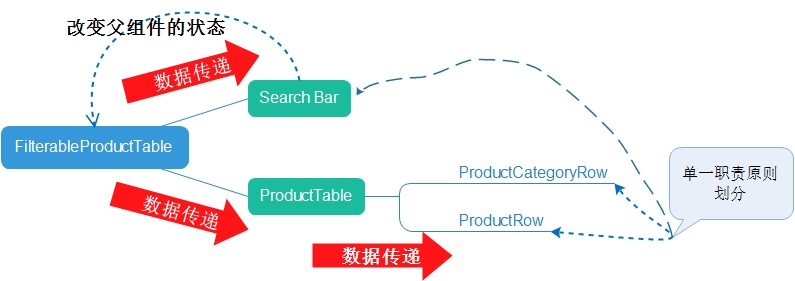 改变父组件的状态
数据传递
Search Bar
FilterableProductTable
ProductCategoryRow
单一职责原则
划分
数据传递
ProductTable
ProductRow
数据传递